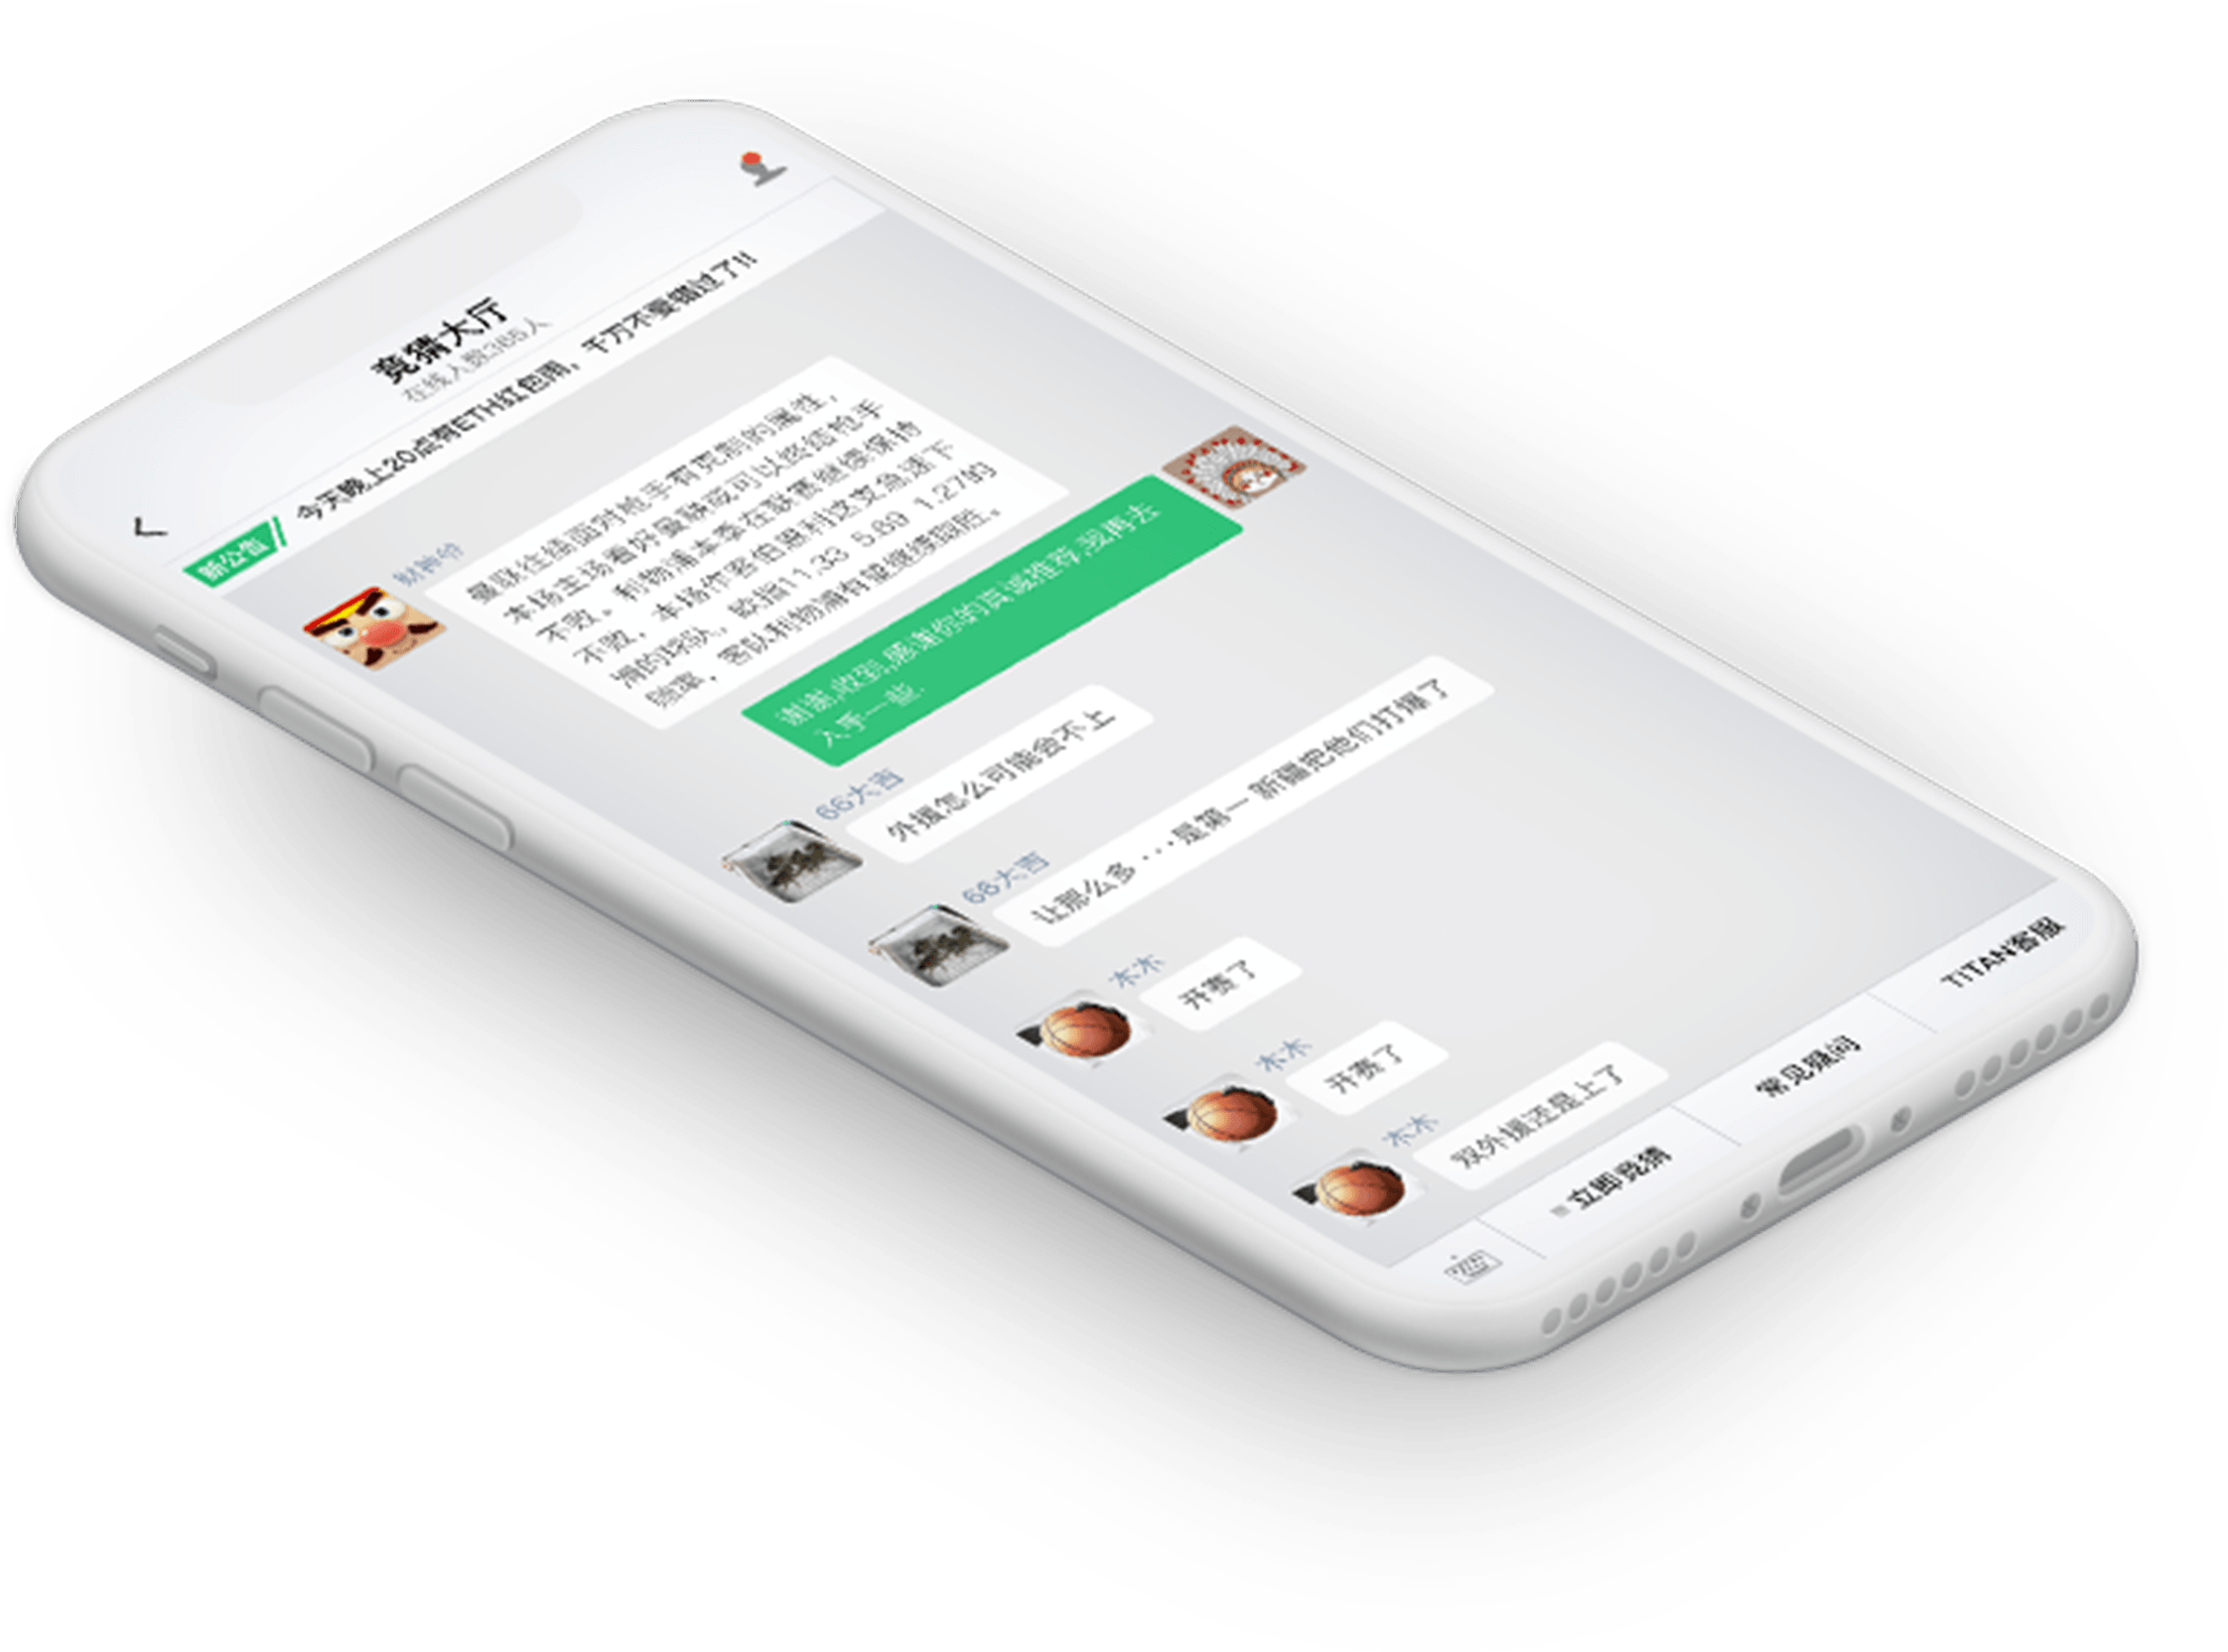 竞猜大厅
在线人数365人
新公告 今天晚上20点有ETH红包雨，千万不要错过了!!
财神爷
曼联往绩面对枪手有克制的属性，
本场主场看好曼联或可以终结枪手
不败。利物浦本季在联赛继续保持
不败，本场作客伯恩利这支急速下
滑的球队，欧指11.33 5.69 1.27的
赔率，客队利物浦有望继续取胜。
谢谢,收到,感谢你的真诚推荐,我再去
入手一些.
66大吉
外援怎么可能会不上
66大吉
让那么多···是第一 新疆把他们打爆了
木木
开赛了
木木
开赛了
木木
双外援还是上了
立即竞猜
常见疑问
TITAN客服